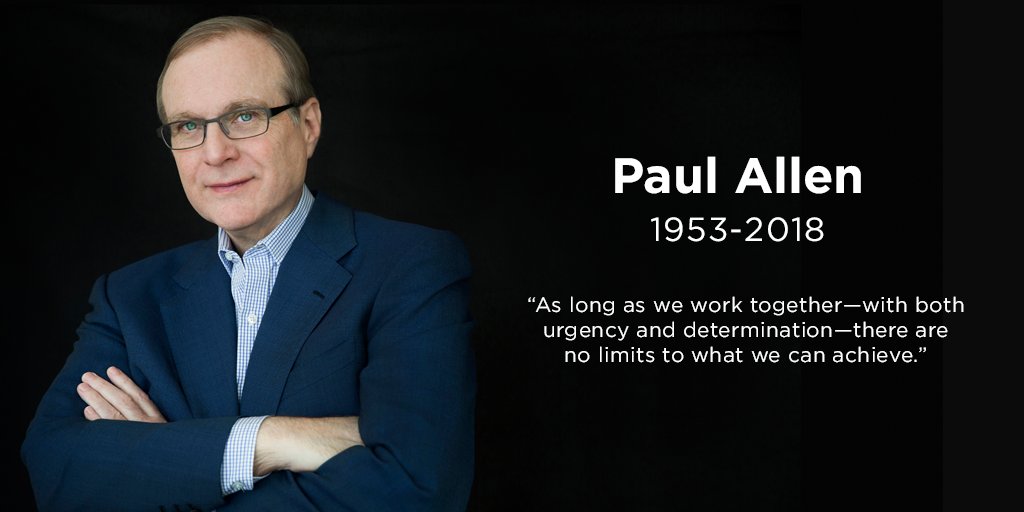 Paul Allen
1953-2018
“As long as we work together—with both
urgency and determination—there are
no limits to what we can achieve.”